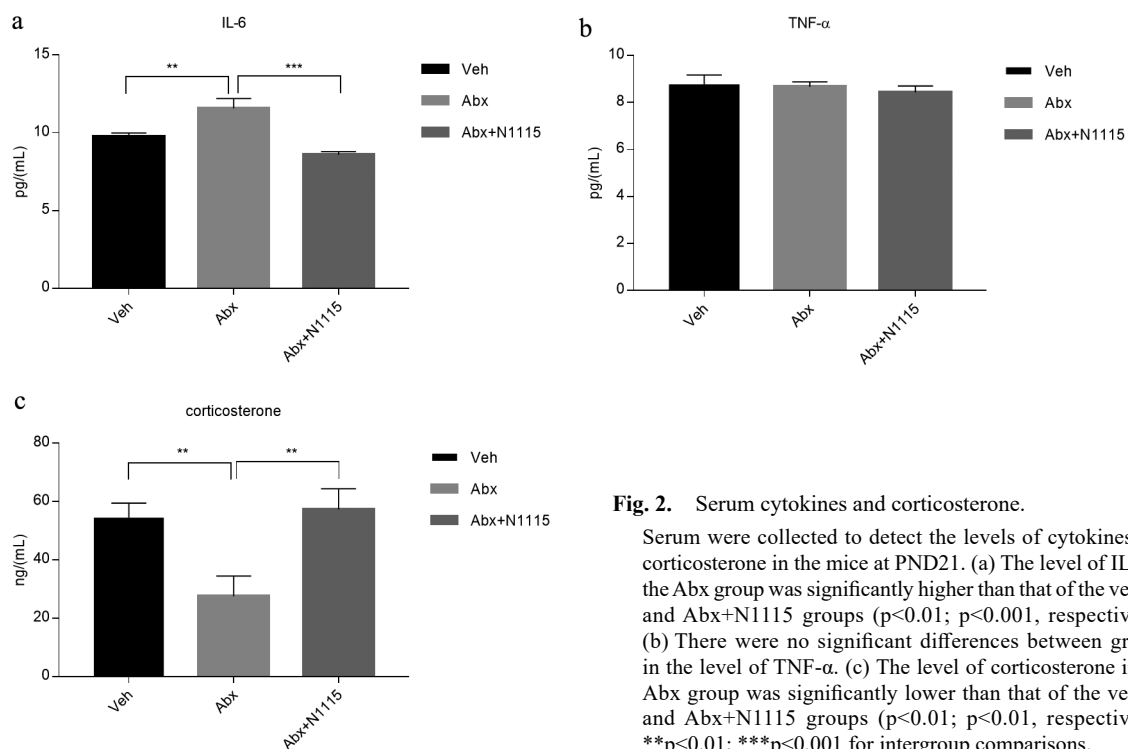 a
IL-6
15
10
5
0
pg/(mL)
**
***
Veh
Abx
Abx+N1115
Veh
Abx
Abx+N1115
b
TNF-α
10
8
6
4
2
0
pg/(mL)
Veh
Abx
Abx+N1115
Veh
Abx
Abx+N1115
c
corticosterone
80
60
40
20
0
ng/(mL)
**
**
Veh
Abx
Abx+N1115
Veh
Abx
Abx+N1115
Fig. 2. Serum cytokines and corticosterone.
Serum were collected to detect the levels of cytokines
corticosterone in the mice at PND21. (a) The level of IL
the Abx group was significantly higher than that of the ve
and Abx+N1115 groups (p<0.01; p<0.001, respectiv
(b) There were no significant differences between gr
in the level of TNF-α. (c) The level of corticosterone i
Abx group was significantly lower than that of the ve
and Abx+N1115 groups (p<0.01; p<0.01, respectiv
**p<0.01; ***p<0.001 for intergroup comparisons.